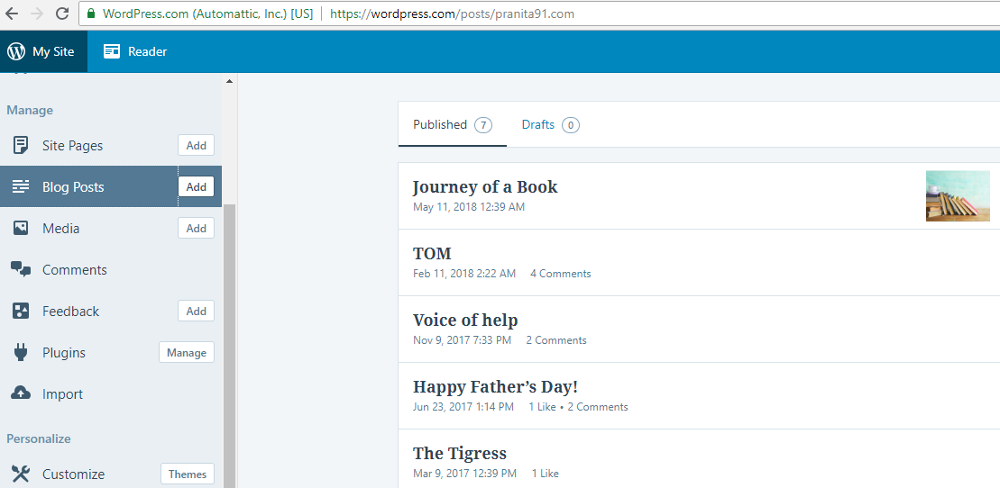 WordPress.com (Automattic, Inc.) [US] https://wordpress.com/posts/pranita91.com
My Site Reader
Manage
Site Pages Add
Blog Posts Add
Media Add
Comments
Feedback Add
Plugins Manage
Import
Personalize
Customize Themes
Published 7 Drafts 0
Journey of a Book
May 11, 2018 12:39 AM
TOM
Feb 11, 2018 2:22 AM 4 Comments
Voice of help
Nov 9, 2017 7:33 PM 2 Comments
Happy Father’s Day!
Jun 23, 2017 1:14 PM 1 Like • 2 Comments
The Tigress
Mar 9, 2017 12:39 PM 1 Like